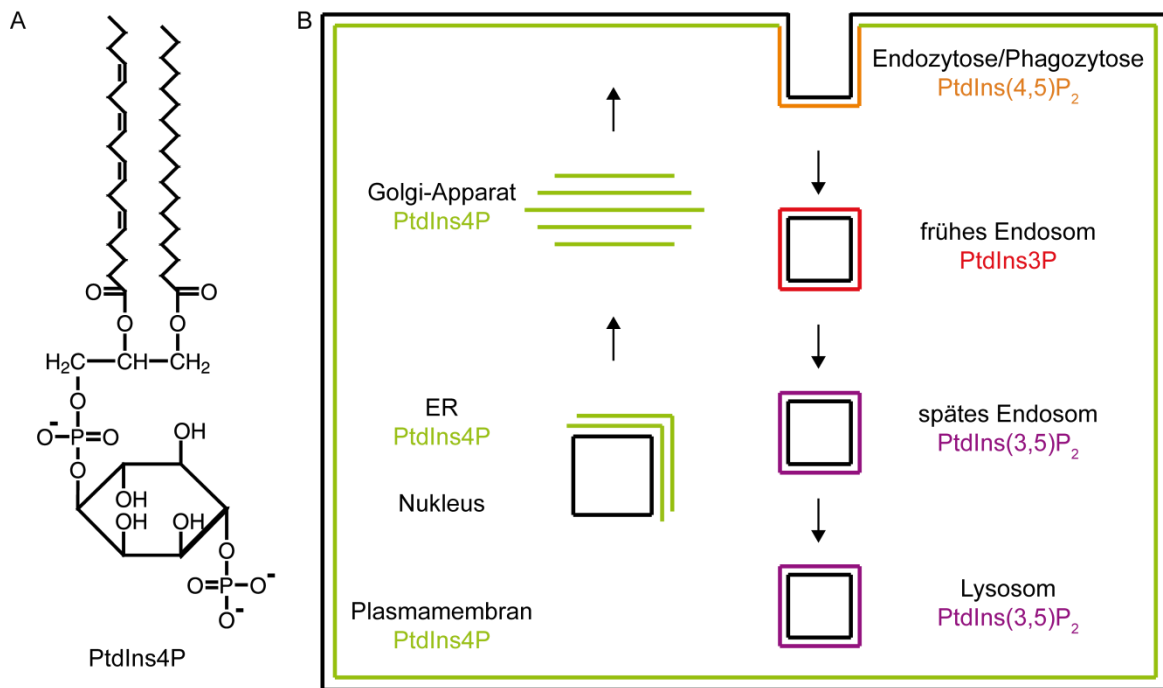 A
O
O
O
O
H₂C
CH
CH₂
O
O⁻
P
O
O
OH
OH
OH
OH
OH
O
O
P
O⁻
O⁻
PtdIns4P
B
Endozytose/Phagozytose
PtdIns(4,5)P₂
Golgi-Apparat
PtdIns4P
frühes Endosom
PtdIns3P
ER
PtdIns4P
spätes Endosom
PtdIns(3,5)P₂
Nukleus
Plasmamembran
PtdIns4P
Lysosom
PtdIns(3,5)P₂